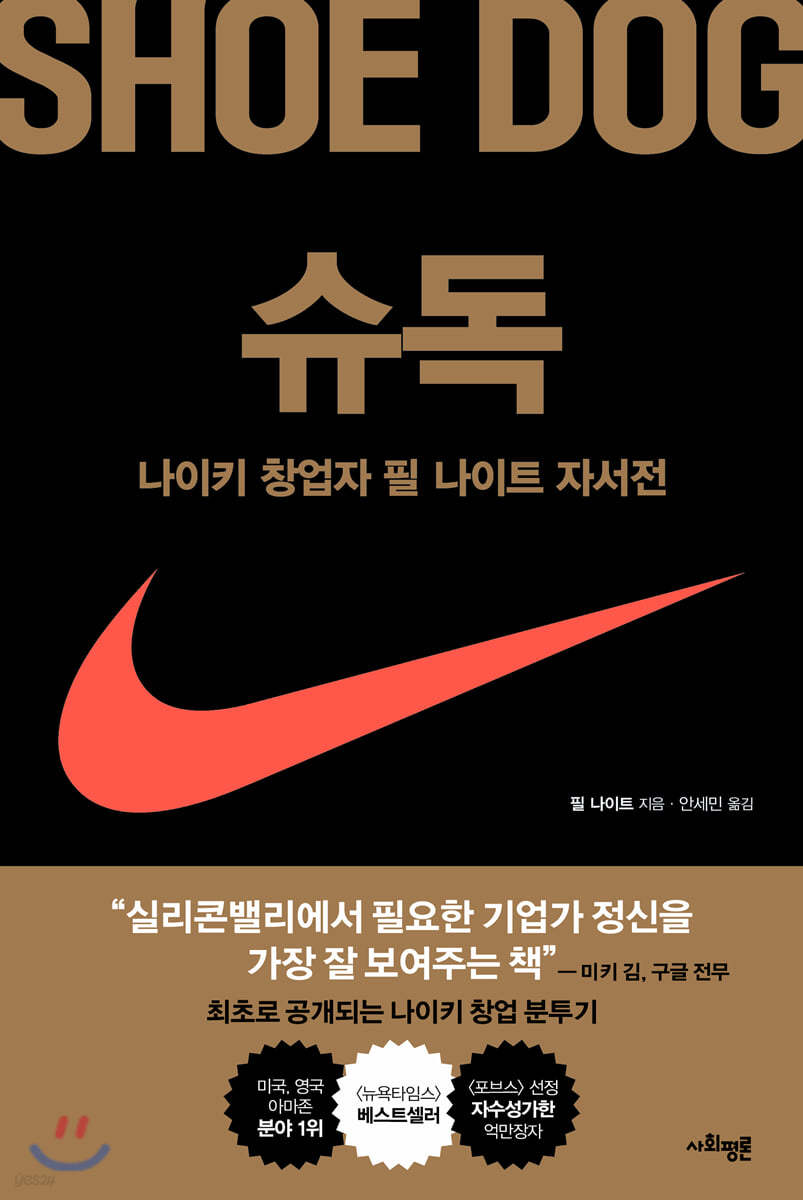 SHOE DOG
슈독
나이키 창업자 필 나이트 자서전
필 나이트 지음 · 안세민 옮김
“실리콘밸리에서 필요한 기업가 정신을
가장 잘 보여주는 책” — 미키 김, 구글 전무
최초로 공개되는 나이키 창업 분투기
미국, 영국
아마존
분야 1위
〈뉴욕타임스〉
베스트셀러
〈포브스〉 선정
자수성가한
억만장자
사회평론
yes24